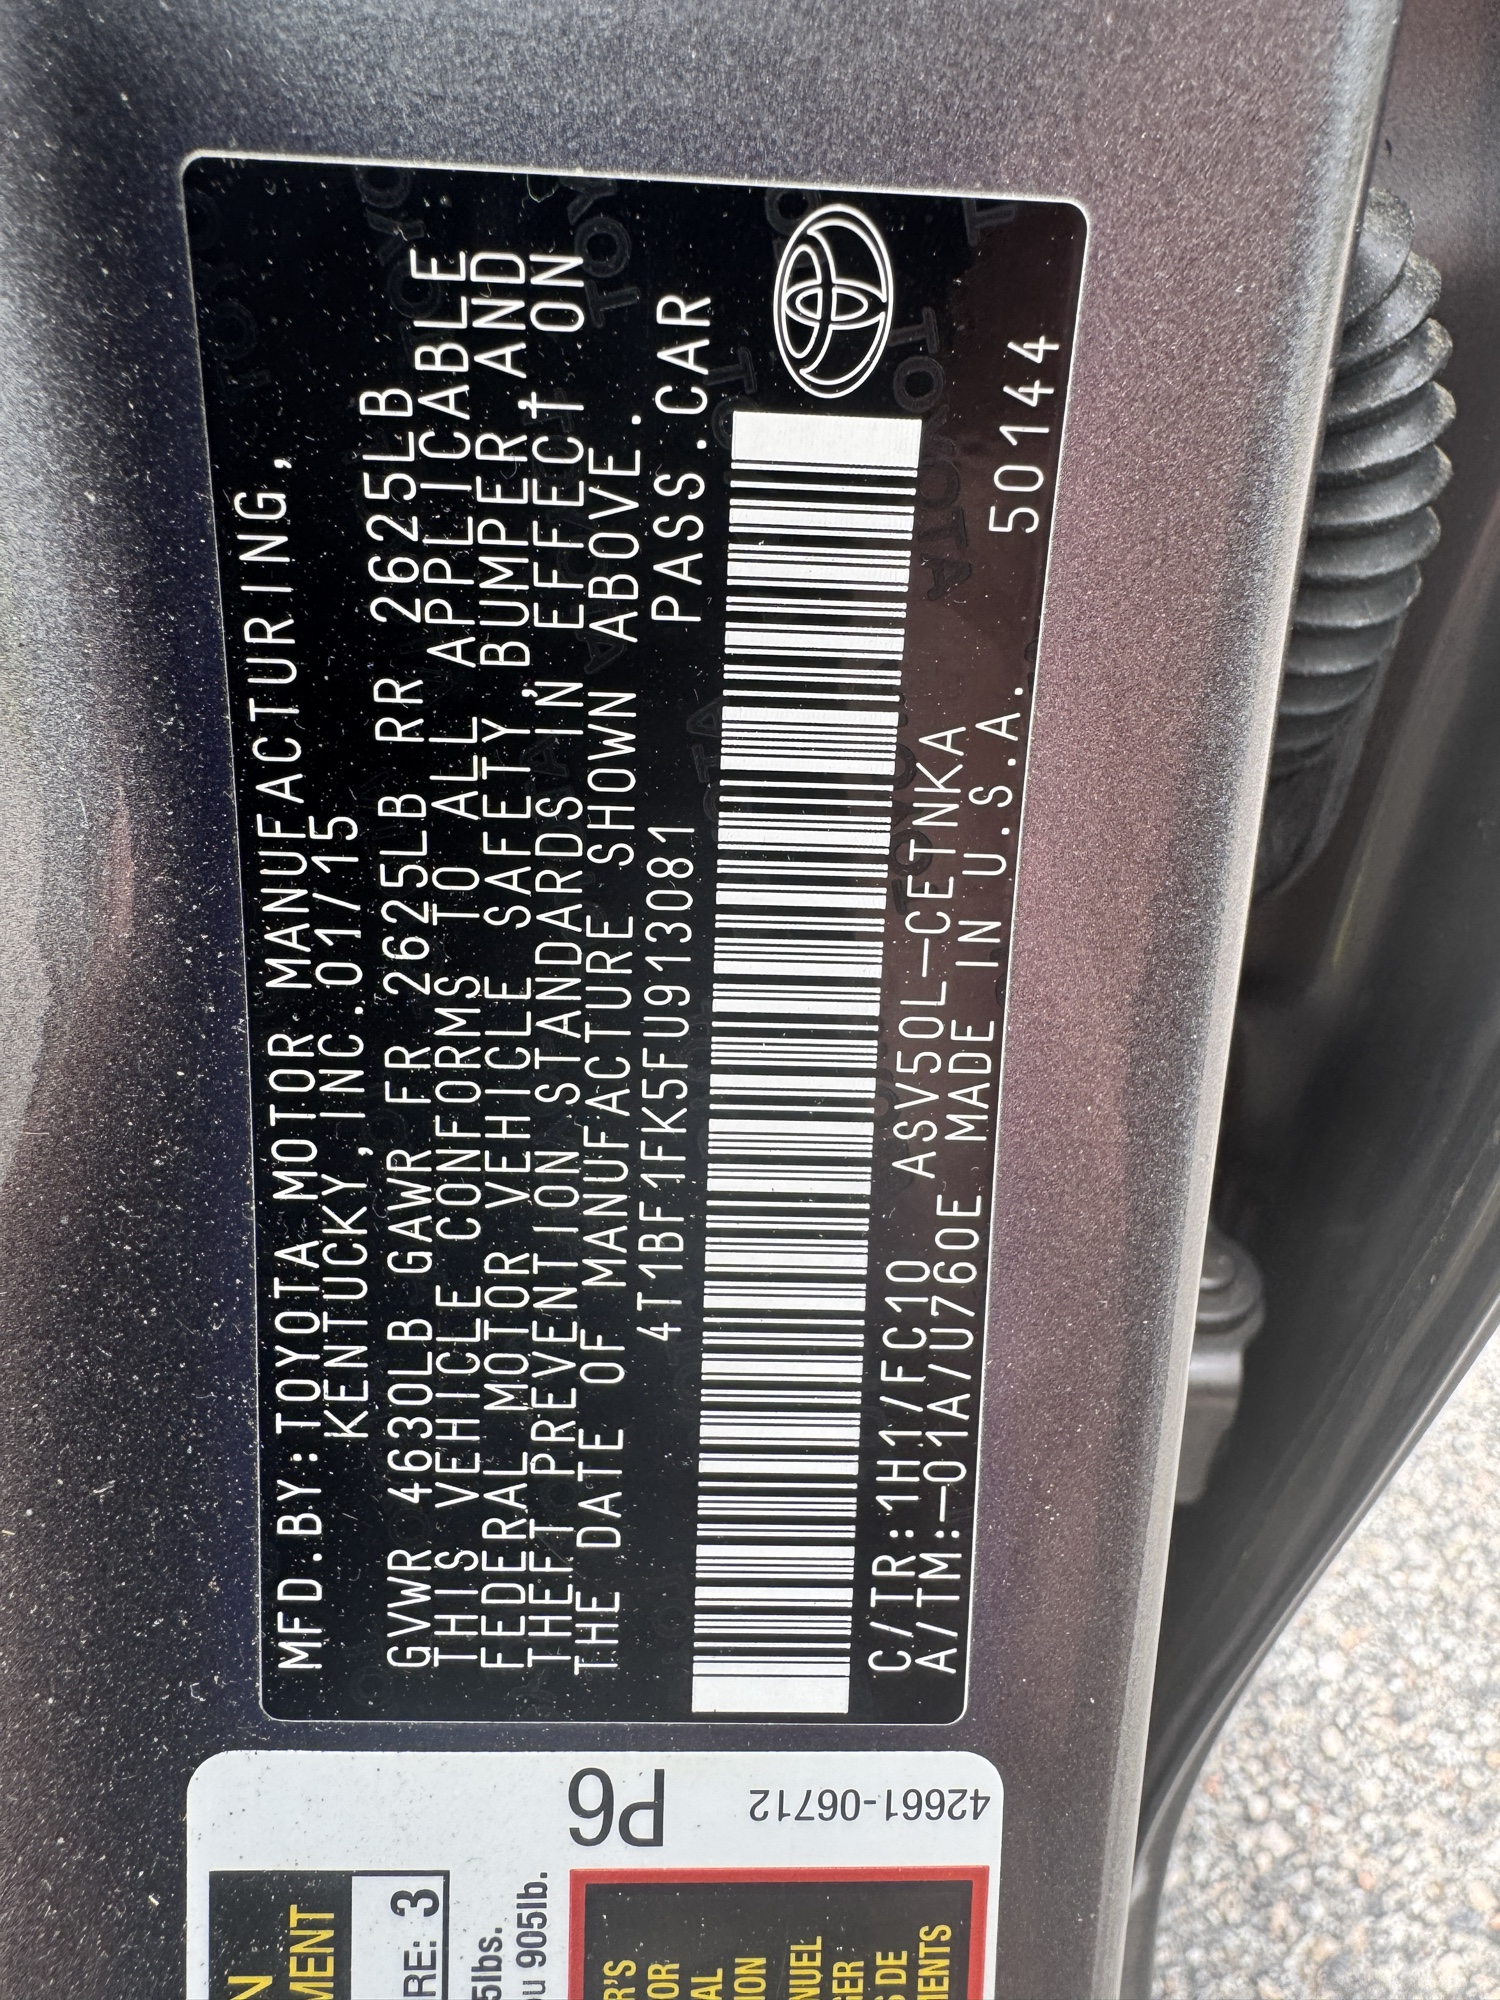 MFD.BY:TOYOTA MOTOR MANUFACTURING,
KENTUCKY,INC.01/15
GVWR 4630LB GAWR FR 2625LB RR 2625LB
THIS VEHICLE CONFORMS TO ALL APPLICABLE
FEDERAL MOTOR VEHICLE SAFETY, BUMPER, AND
THEFT PREVENTION STANDARDS IN EFFECT ON
THE DATE OF MANUFACTURE SHOWN ABOVE.
4T1BF1FK5FU913081 PASS.CAR
C/TR:1H1/FC10 ASV50L-CETNKA
A/TM:-01A/U760E MADE IN U.S.A. 50144
P6
42661-06712
MENT
RE: 3
5lbs.
905lb.